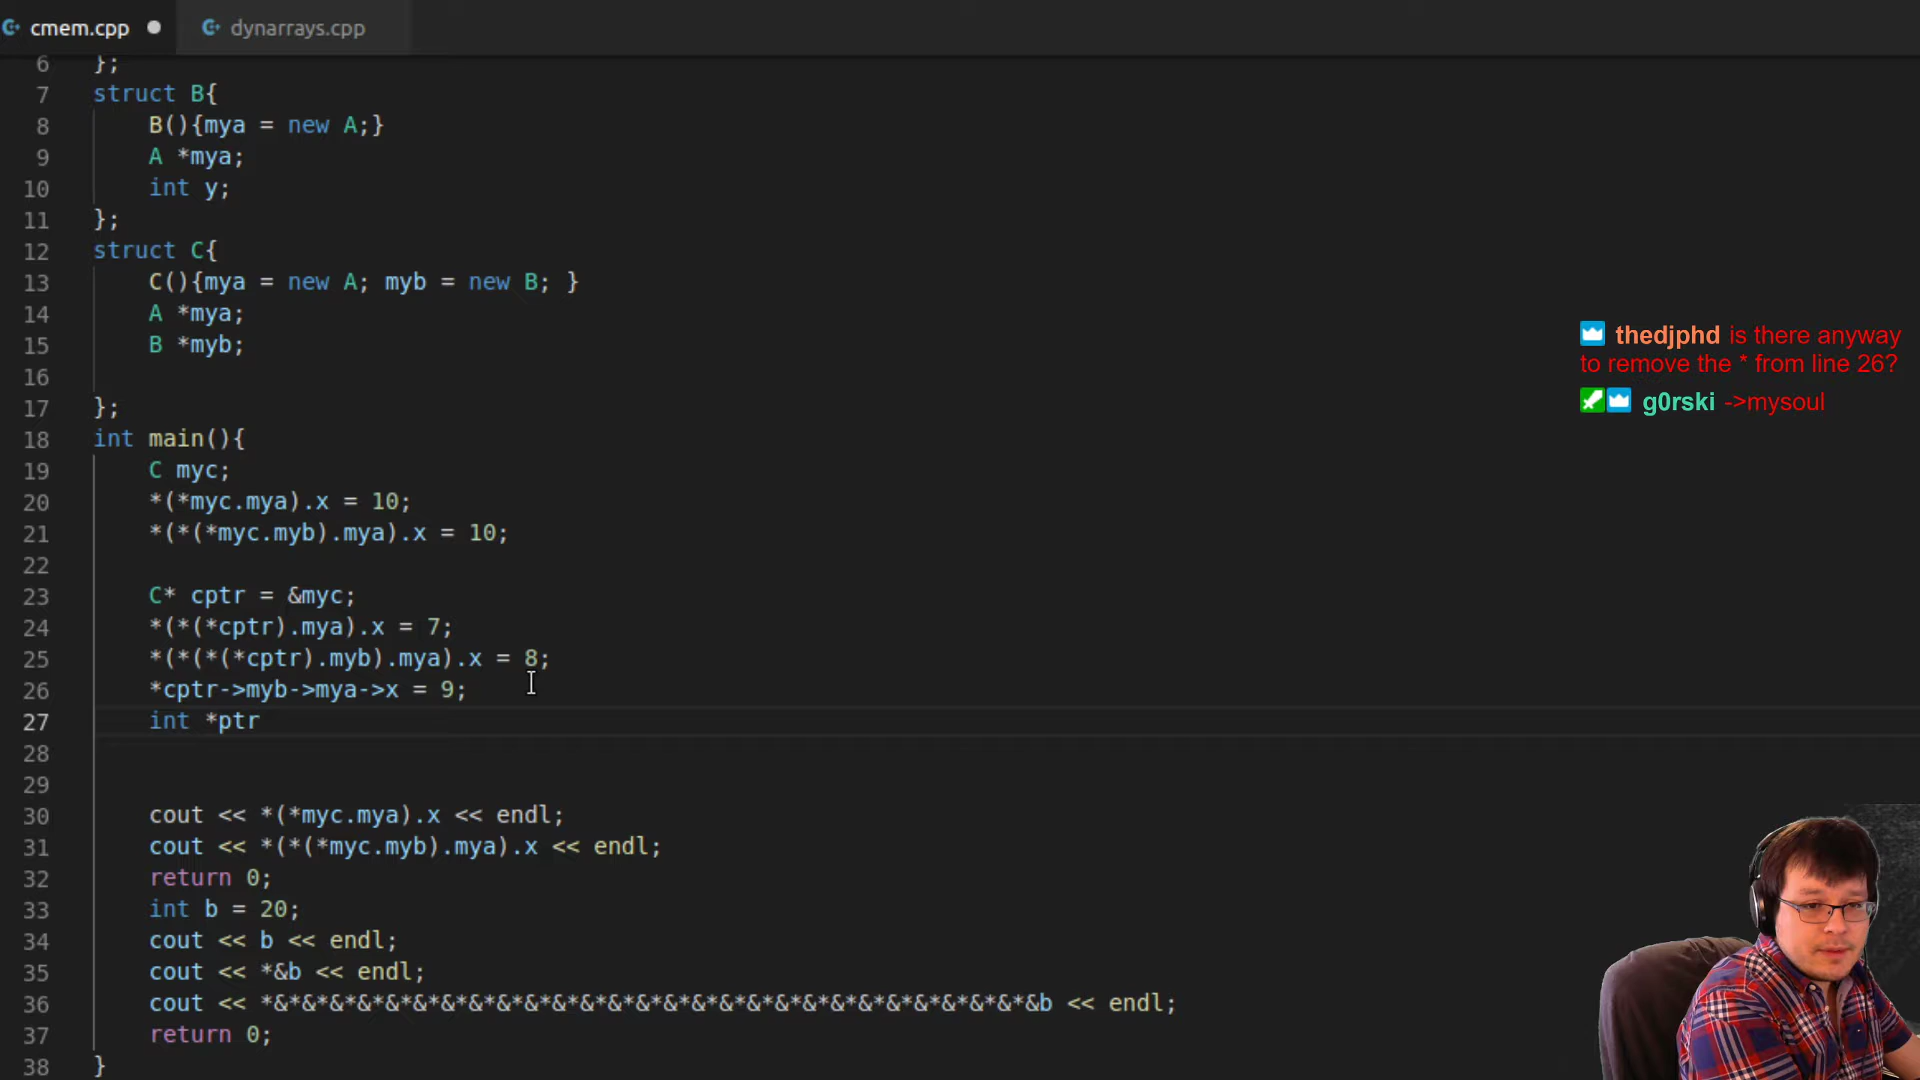 cmem.cpp
dynarrays.cpp
6 };
7 struct B{
8 B(){mya = new A;}
9 A *mya;
10 int y;
11 };
12 struct C{
13 C(){mya = new A; myb = new B; }
14 A *mya;
15 B *myb;
16
17 };
18 int main(){
19 C myc;
20 *(*myc.mya).x = 10;
21 *(*(*myc.myb).mya).x = 10;
22
23 C* cptr = &myc;
24 *(*(*cptr).mya).x = 7;
25 *(*(*(*cptr).myb).mya).x = 8;
26 *cptr->myb->mya->x = 9;
27 int *ptr
28
29
30 cout << *(*myc.mya).x << endl;
31 cout << *(*(*myc.myb).mya).x << endl;
32 return 0;
33 int b = 20;
34 cout << b << endl;
35 cout << *&b << endl;
36 cout << *&*&*&*&*&*&*&*&*&*&*&*&*&*&*&*&*&*&*&*&*&*&*&*&*&*&*&*&b << endl;
37 return 0;
38 }
thedjphd is there anyway
to remove the * from line 26?
g0rski ->mysoul